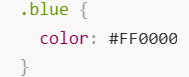 .blue {
  color: #FF0000
}